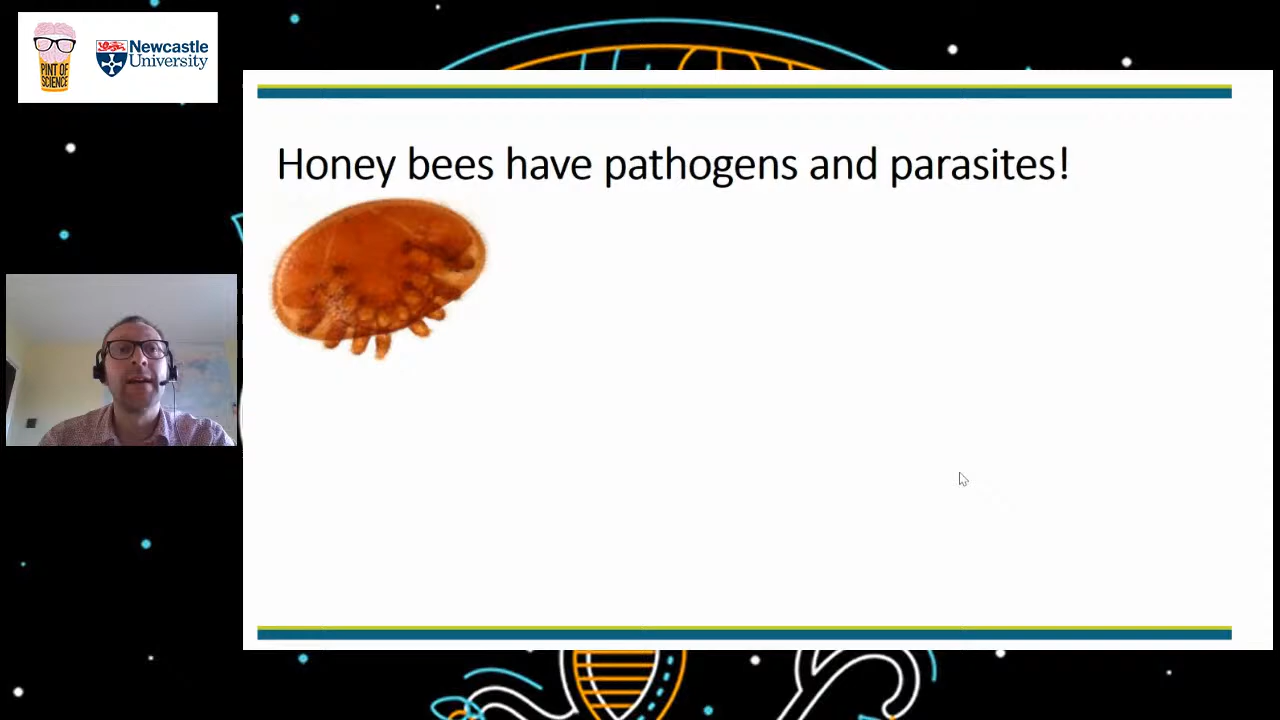 PINT OF
SCIENCE
Newcastle
University
Honey bees have pathogens and parasites!